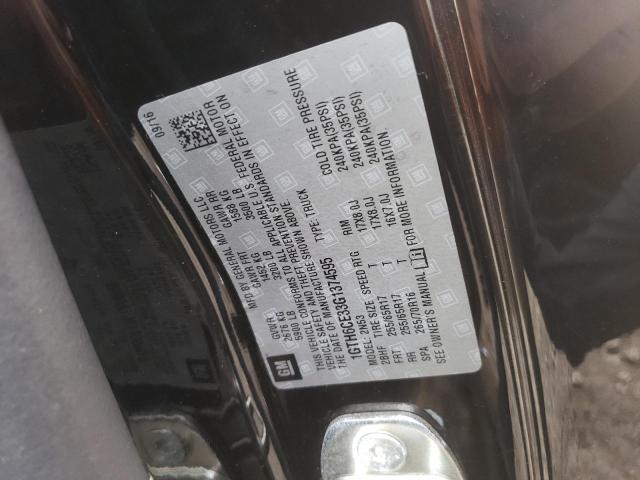 MFD BY GENERAL MOTORS LLC
09/16
GVWR GAWR FRT GAWR RR
2676 KG 1452 KG 1588 KG
5900 LB 3200 LB 3500 LB
THIS VEHICLE CONFORMS TO ALL APPLICABLE U.S. FEDERAL MOTOR
VEHICLE SAFETY AND THEFT PREVENTION STANDARDS IN EFFECT ON
THE DATE OF MANUFACTURE SHOWN ABOVE.
1GTH6CE33G1374695 TYPE: TRUCK
GM
MODEL: 2N53
2BHF TIRE SIZE SPEED RTG RIM COLD TIRE PRESSURE
FRT 255/65R17 T 17X8.0J 240KPA(35PSI)
RR 255/65R17 T 17X8.0J 240KPA(35PSI)
SPA 265/70R16 T 16X7.0J 240KPA(35PSI)
SEE OWNER'S MANUAL FOR MORE INFORMATION.